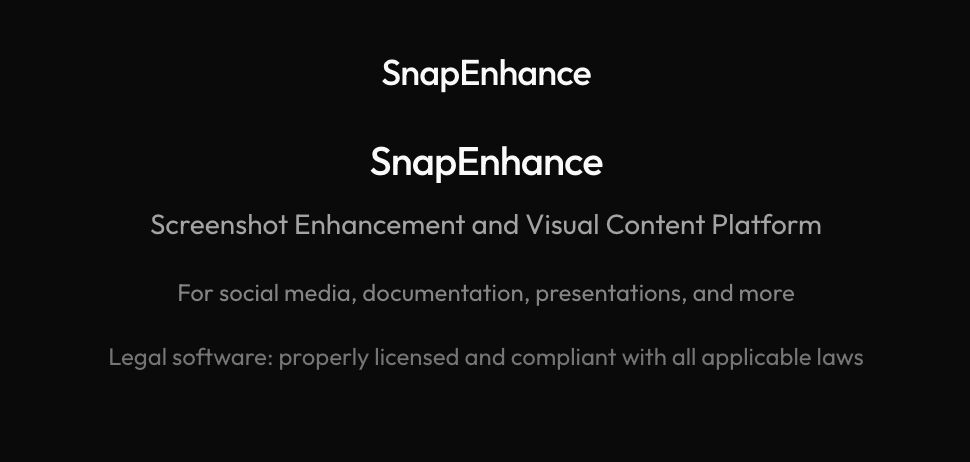 SnapEnhance
SnapEnhance
Screenshot Enhancement and Visual Content Platform
For social media, documentation, presentations, and more
Legal software: properly licensed and compliant with all applicable laws